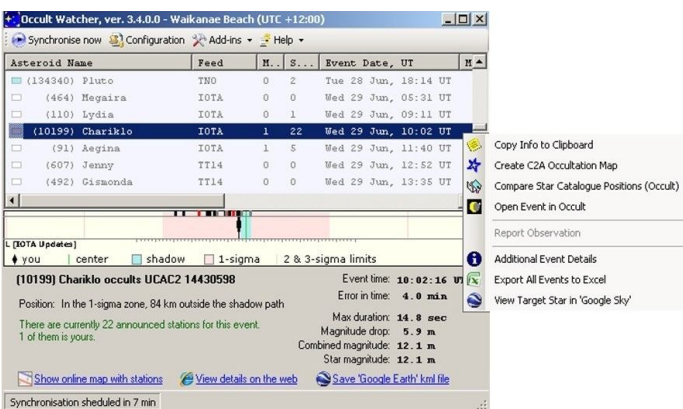 Occult Watcher, ver. 3.4.0.0 - Waikanae Beach (UTC +12:00)
Synchronise now Configuration Add-ins Help
Asteroid Name Feed M.. S... Event Date, UT M
(134340) Pluto TNO 0 2 Tue 28 Jun, 18:14 UT
(464) Megaira IOTA 0 0 Wed 29 Jun, 05:31 UT
(110) Lydia IOTA 0 1 Wed 29 Jun, 09:11 UT
(10199) Chariklo IOTA 1 22 Wed 29 Jun, 10:02 UT
(91) Aegina IOTA 1 5 Wed 29 Jun, 11:40 UT
(607) Jenny TT14 0 0 Wed 29 Jun, 12:52 UT
(492) Gismonda TT14 0 0 Wed 29 Jun, 13:35 UT
Copy Info to Clipboard
Create C2A Occultation Map
Compare Star Catalogue Positions (Occult)
Open Event in Occult
Report Observation
Additional Event Details
Export All Events to Excel
View Target Star in 'Google Sky'
L [IOTA Updates]
you center shadow 1-sigma 2 & 3-sigma limits
(10199) Chariklo occults UCAC2 14430598
Position: In the 1-sigma zone, 84 km outside the shadow path
There are currently 22 announced stations for this event.
1 of them is yours.
Event time: 10:02:16 UT
Error in time: 4.0 min
Max duration: 14.8 sec
Magnitude drop: 5.9 m
Combined magnitude: 12.1 m
Star magnitude: 12.1 m
Show online map with stations View details on the web Save 'Google Earth' kml file
Synchronisation sheduled in 7 min